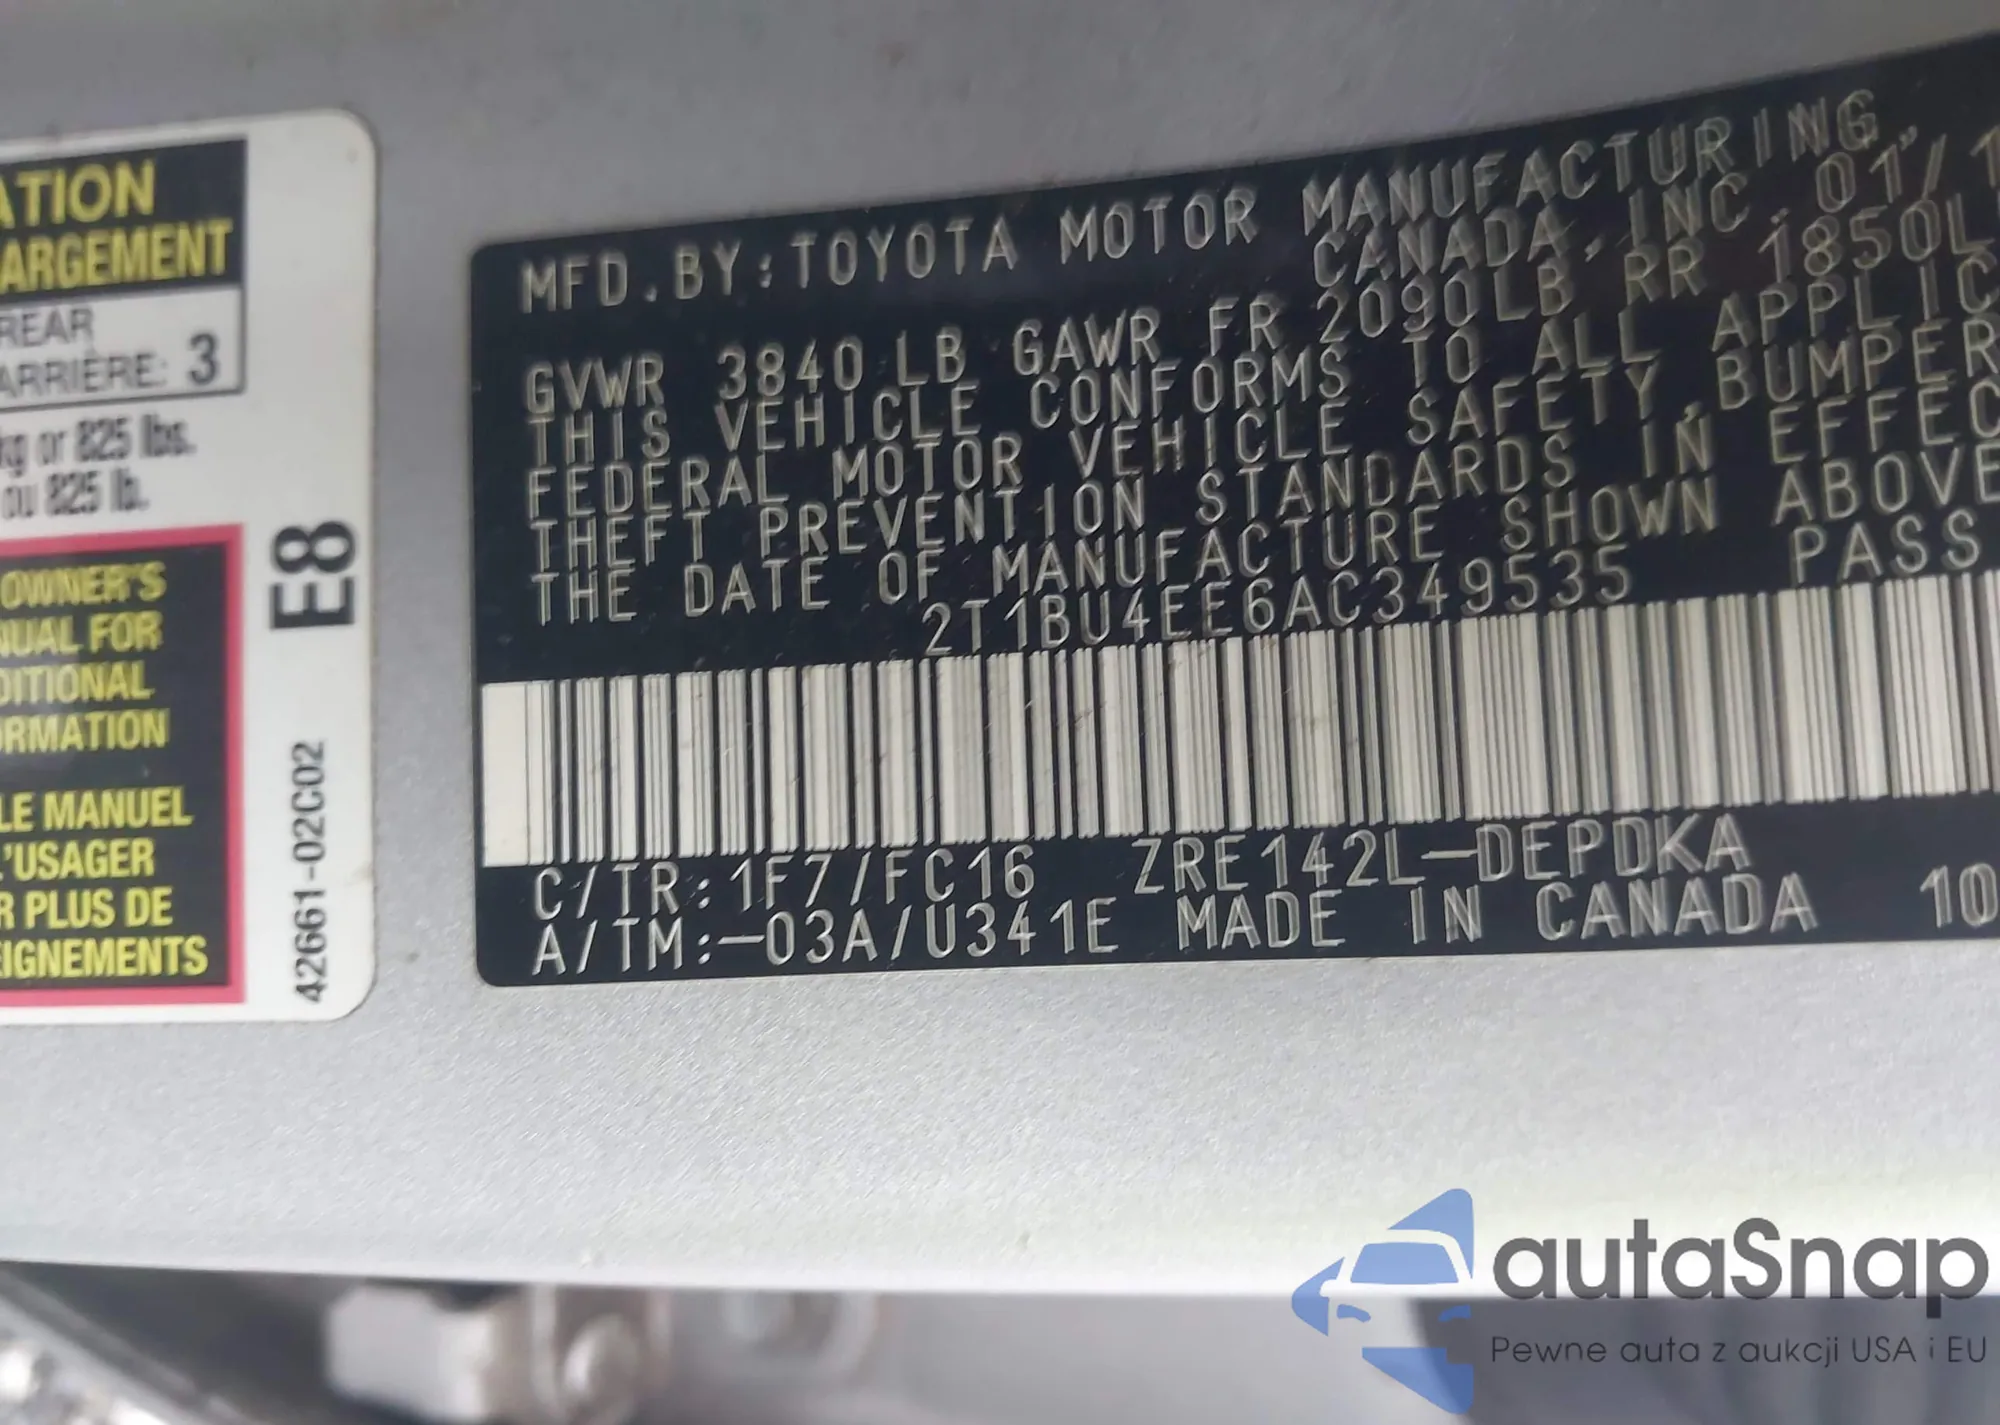 ATION
ARGEMENT
REAR
ARRIÈRE: 3
kg or 825 lbs.
ou 825 lb.
OWNER'S
NUAL FOR
DITIONAL
ORMATION
LE MANUEL
L'USAGER
R PLUS DE
EIGNEMENTS
E8
42661-02C02
MFD. BY: TOYOTA MOTOR MANUFACTURING
CANADA, INC. 01/1
GVWR 3840 LB GAWR FR 2090LB RR 1850L
THIS VEHICLE CONFORMS TO ALL APPLIC
FEDERAL MOTOR VEHICLE SAFETY, BUMPER
THEFT PREVENTION STANDARDS IN EFFEC
THE DATE OF MANUFACTURE SHOWN ABOVE
2T1BU4EE6AC349535 PASS
C/TR: 1F7/FC16 ZRE142L-DEPDKA
A/TM:-03A/U341E MADE IN CANADA 10
autaSnap
Pewne auta z aukcji USA i EU